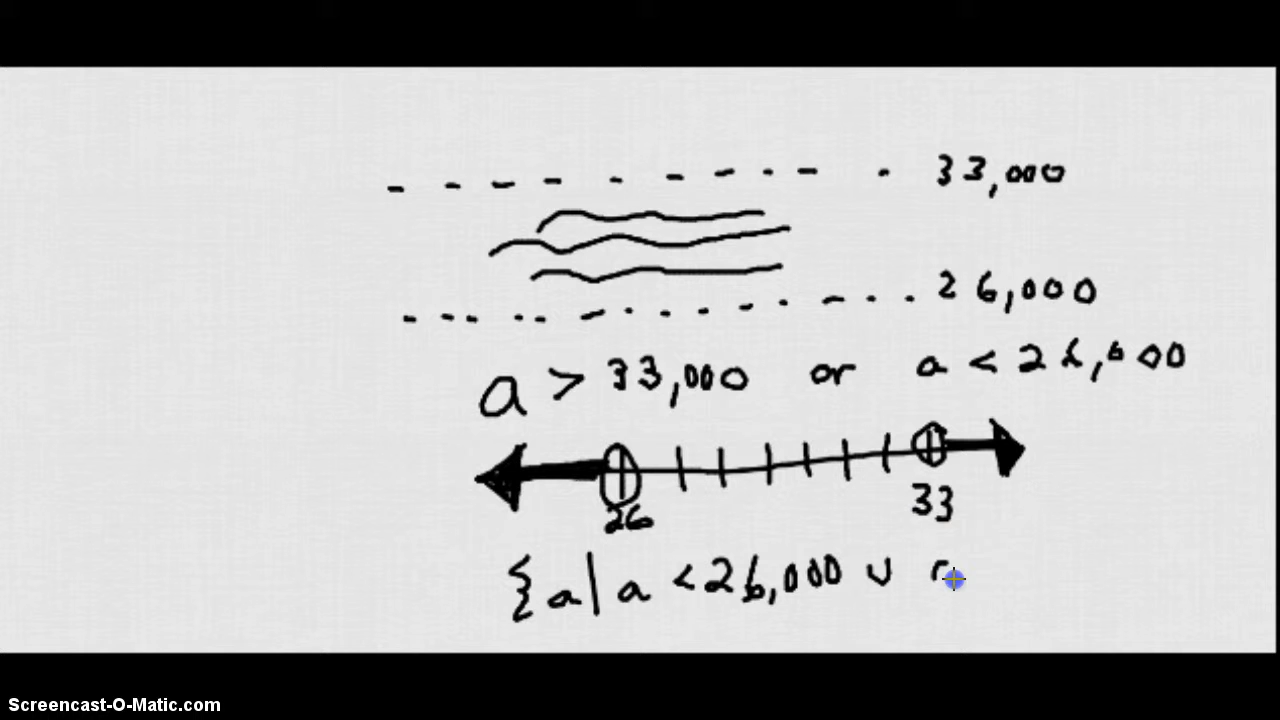 33,000
26,000
a > 33,000 or a < 26,000
26 33
{a | a < 26,000 ∨
Screencast-O-Matic.com